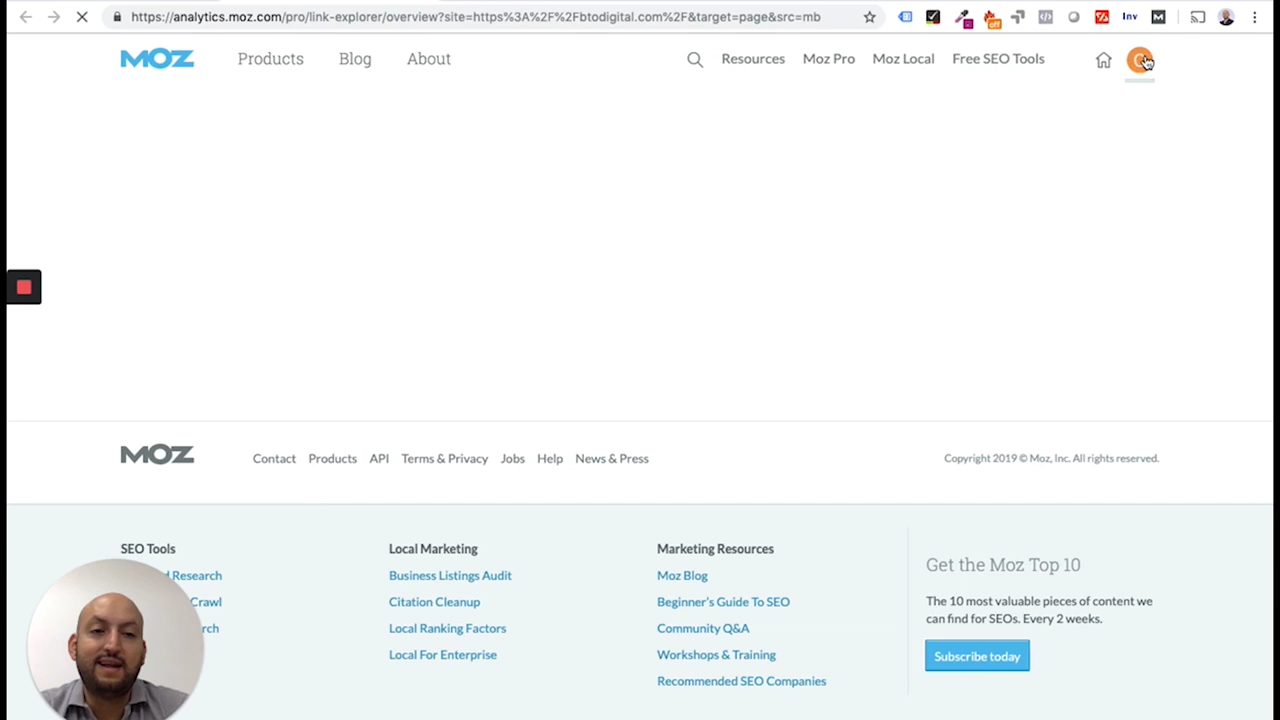 https://analytics.moz.com/pro/link-explorer/overview?site=https%3A%2F%2Fbtodigital.com%2F&target=page&src=mb
off
Inv
MOZ Products Blog About Resources Moz Pro Moz Local Free SEO Tools
MOZ Contact Products API Terms & Privacy Jobs Help News & Press Copyright 2019 © Moz, Inc. All rights reserved.
SEO Tools
Research
Crawl
Local Marketing
Business Listings Audit
Citation Cleanup
Local Ranking Factors
Local For Enterprise
Marketing Resources
Moz Blog
Beginner's Guide To SEO
Community Q&A
Workshops & Training
Recommended SEO Companies
Get the Moz Top 10
The 10 most valuable pieces of content we
can find for SEOs. Every 2 weeks.
Subscribe today